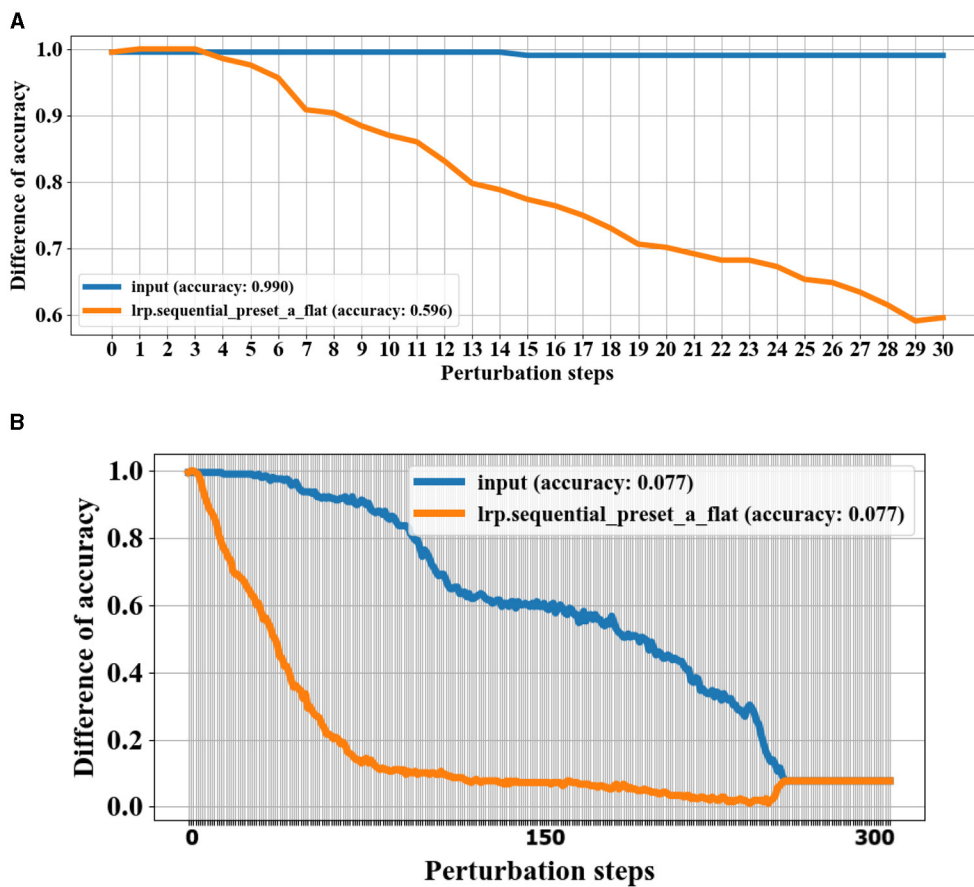 A
Difference of accuracy
1.0
0.9
0.8
0.7
0.6
input (accuracy: 0.990)
lrp.sequential_preset_a_flat (accuracy: 0.596)
0 1 2 3 4 5 6 7 8 9 10 11 12 13 14 15 16 17 18 19 20 21 22 23 24 25 26 27 28 29 30
Perturbation steps
B
Difference of accuracy
1.0
0.8
0.6
0.4
0.2
0.0
input (accuracy: 0.077)
lrp.sequential_preset_a_flat (accuracy: 0.077)
0 150 300
Perturbation steps